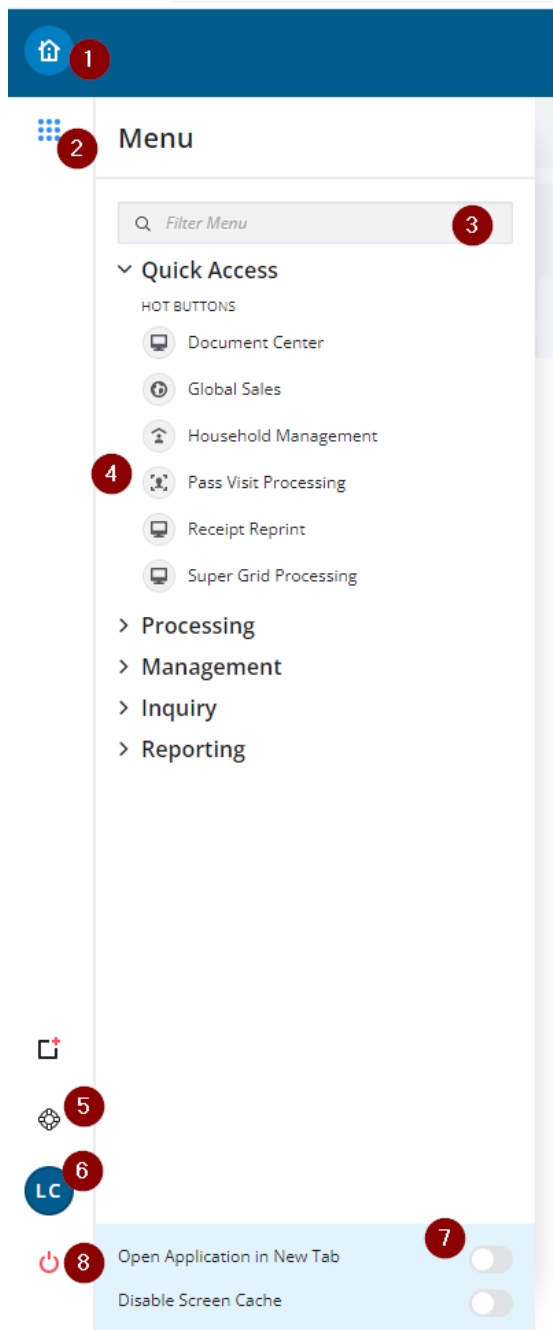 1
2
Menu
Filter Menu
3
Quick Access
HOT BUTTONS
Document Center
Global Sales
Household Management
4
Pass Visit Processing
Receipt Reprint
Super Grid Processing
Processing
Management
Inquiry
Reporting
5
6
LC
7
8
Open Application in New Tab
Disable Screen Cache